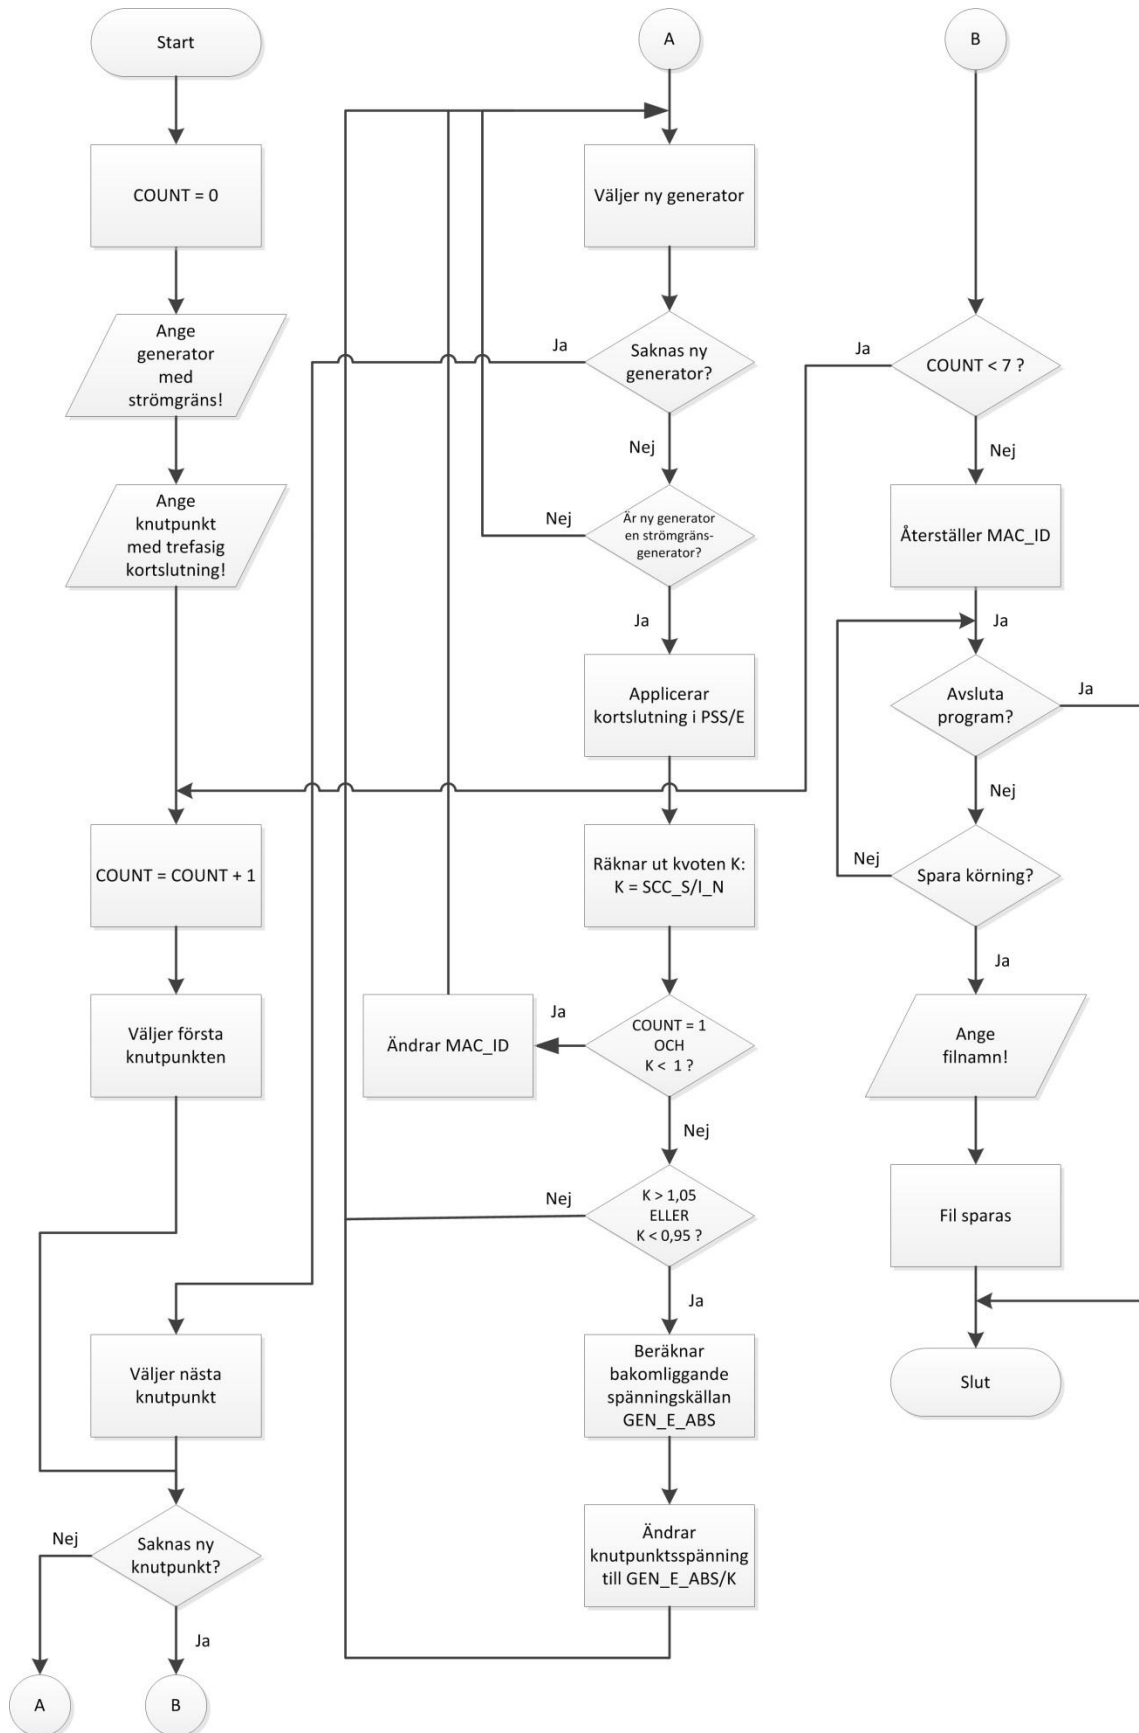 Start
COUNT = 0
Ange
generator
med
strömgräns!
Ange
knutpunkt
med trefasig
kortslutning!
COUNT = COUNT + 1
Väljer första
knutpunkten
Väljer nästa
knutpunkt
Saknas ny
knutpunkt?
Nej
Ja
A
B
A
Väljer ny generator
Saknas ny
generator?
Ja
Nej
Är ny generator
en strömgräns-
generator?
Nej
Ja
Applicerar
kortslutning i PSS/E
Räknar ut kvoten K:
K = SCC_S/I_N
COUNT = 1
OCH
K < 1 ?
Ja
Ändrar MAC_ID
Nej
K > 1,05
ELLER
K < 0,95 ?
Nej
Ja
Beräknar
bakomliggande
spänningskällan
GEN_E_ABS
Ändrar
knutpunktsspänning
till GEN_E_ABS/K
B
COUNT < 7 ?
Ja
Nej
Återställer MAC_ID
Ja
Avsluta
program?
Ja
Nej
Spara körning?
Nej
Ja
Ange
filnamn!
Fil sparas
Slut